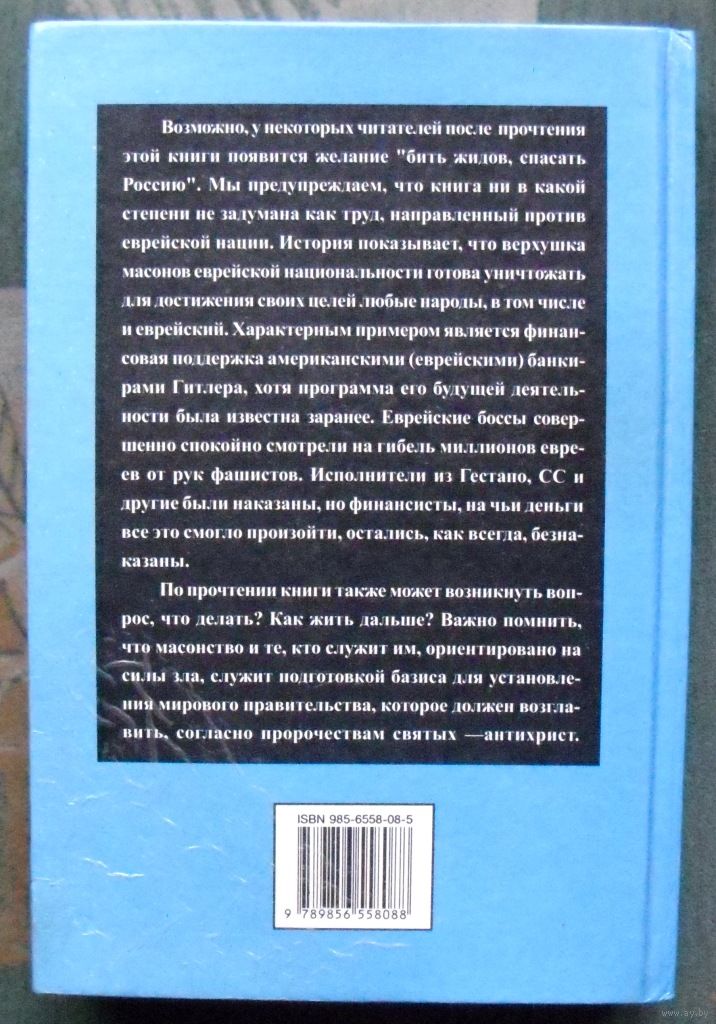 Возможно, у некоторых читателей после прочтения
этой книги появится желание "бить жидов, спасать
Россию". Мы предупреждаем, что книга ни в какой
степени не задумана как труд, направленный против
еврейской нации. История показывает, что верхушка
масонов еврейской национальности готова уничтожать
для достижения своих целей любые народы, в том числе
и еврейский. Характерным примером является финан-
совая поддержка американскими (еврейскими) банки-
рами Гитлера, хотя программа его будущей деятель-
ности была известна заранее. Еврейские боссы совер-
шенно спокойно смотрели на гибель миллионов евре-
ев от рук фашистов. Исполнители из Гестапо, СС и
другие были наказаны, но финансисты, на чьи деньги
все это смогло произойти, остались, как всегда, безна-
казаны.
По прочтении книги также может возникнуть воп-
рос, что делать? Как жить дальше? Важно помнить,
что масонство и те, кто служит им, ориентировано на
силы зла, служит подготовкой базиса для установле-
ния мирового правительства, которое должен возгла-
вить, согласно пророчествам святых —антихрист.
ISBN 985-6558-08-5
9 789856 558088
www.ay.by